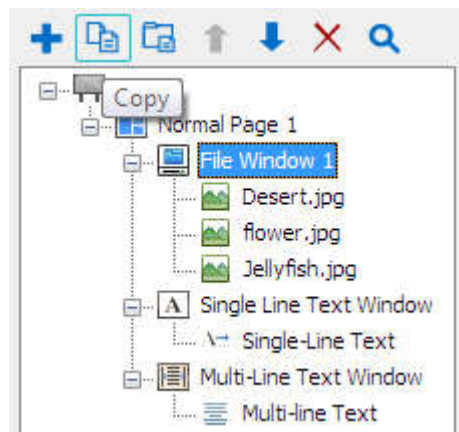 Copy
Normal Page 1
File Window 1
Desert.jpg
flower.jpg
Jellyfish.jpg
A Single Line Text Window
A Single-Line Text
Multi-Line Text Window
Multi-line Text